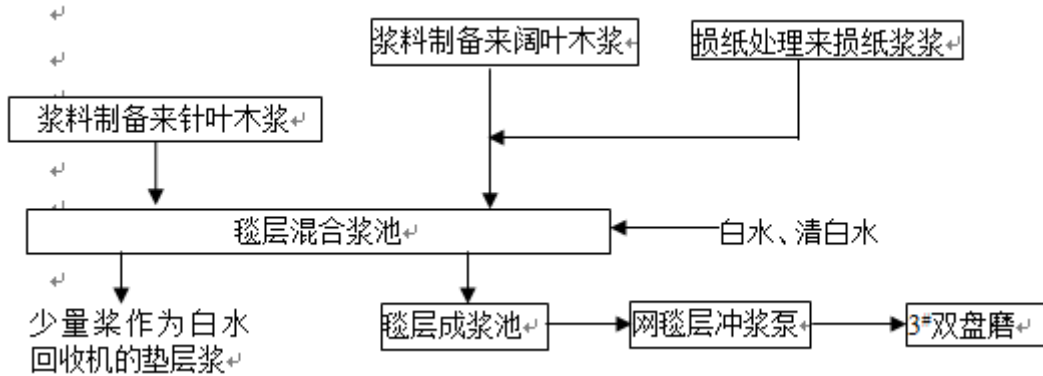 浆料制备来阔叶木浆
损纸处理来损纸浆浆
浆料制备来针叶木浆
毯层混合浆池
白水、清白水
少量桨作为白水
回收机的垫层浆
毯层成浆池
网毯层冲浆泵
3#双盘磨